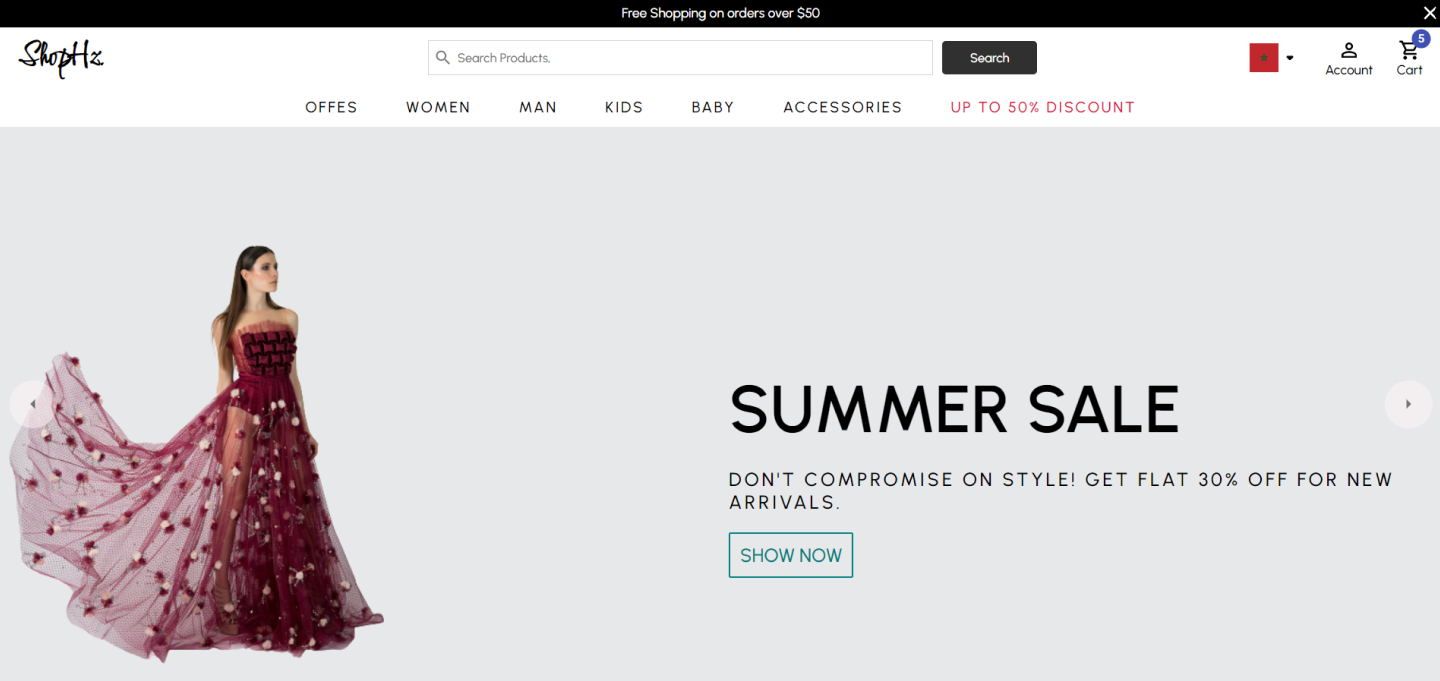 Free Shopping on orders over $50
ShopHz
Search Products,
Search
Account
5
Cart
OFFES
WOMEN
MAN
KIDS
BABY
ACCESSORIES
UP TO 50% DISCOUNT
SUMMER SALE
DON'T COMPROMISE ON STYLE! GET FLAT 30% OFF FOR NEW
ARRIVALS.
SHOW NOW